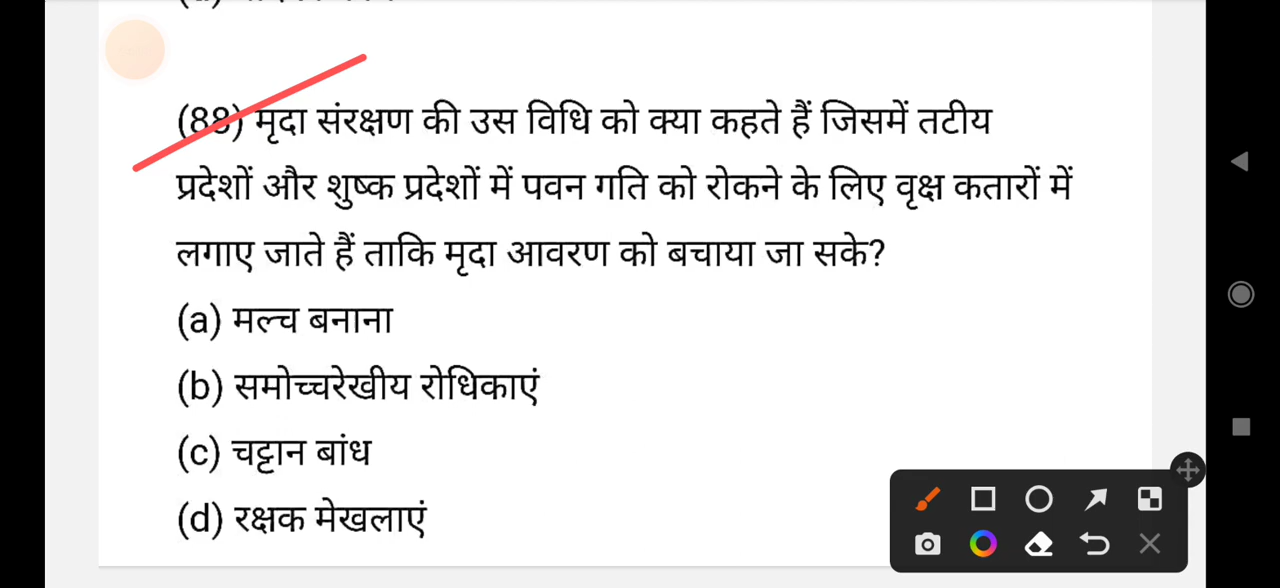 (88) मृदा संरक्षण की उस विधि को क्या कहते हैं जिसमें तटीय
प्रदेशों और शुष्क प्रदेशों में पवन गति को रोकने के लिए वृक्ष कतारों में
लगाए जाते हैं ताकि मृदा आवरण को बचाया जा सके?
(a) मल्च बनाना
(b) समोच्चरेखीय रोधिकाएं
(c) चट्टान बांध
(d) रक्षक मेखलाएं